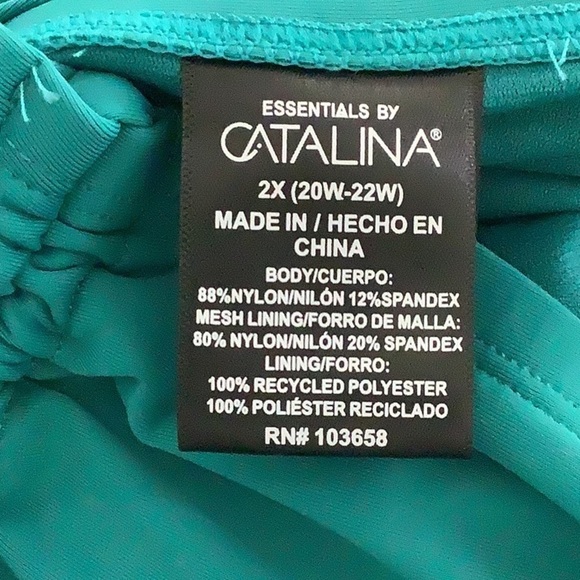 ESSENTIALS BY
CATALINA®
2X (20W-22W)
MADE IN / HECHO EN
CHINA
BODY/CUERPO:
88%NYLON/NILÓN 12%SPANDEX
MESH LINING/FORRO DE MALLA:
80% NYLON/NILÓN 20% SPANDEX
LINING/FORRO:
100% RECYCLED POLYESTER
100% POLIÉSTER RECICLADO
RN# 103658